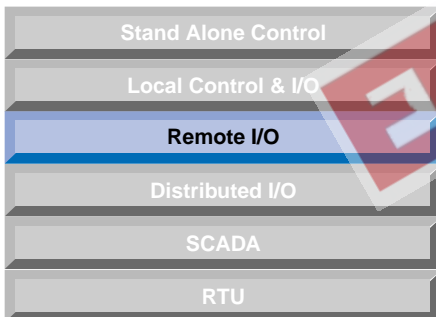 Stand Alone Control
Local Control & I/O
Remote I/O
Distributed I/O
SCADA
RTU